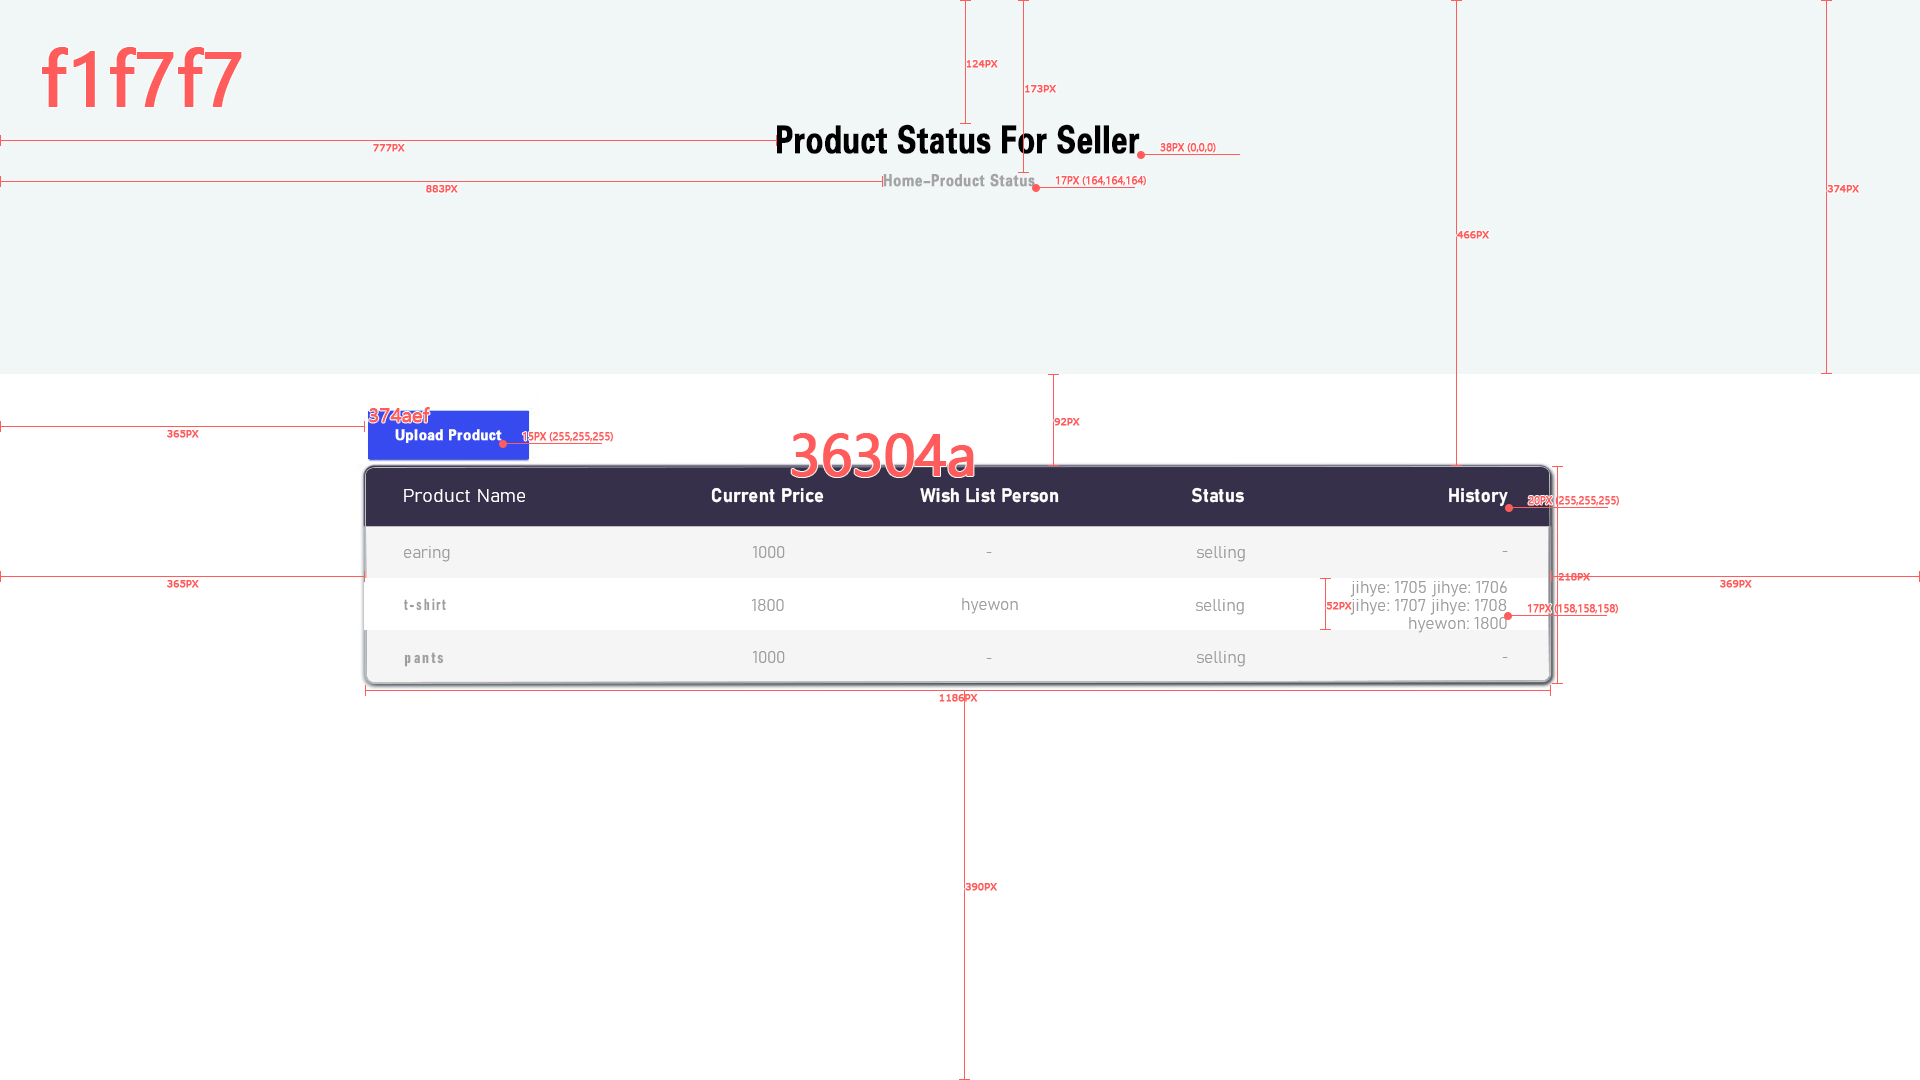 f1f7f7
124PX
173PX
777PX
Product Status For Seller
38PX (0,0,0)
883PX
Home-Product Status
17PX (164,164,164)
374PX
466PX
365PX
374aef
Upload Product
15PX (255,255,255)
92PX
36304a
Product Name Current Price Wish List Person Status History
20PX (255,255,255)
earing 1000 - selling -
365PX
218PX
369PX
t-shirt 1800 hyewon selling
52PX
jihye: 1705 jihye: 1706
jihye: 1707 jihye: 1708
hyewon: 1800
17PX (158,158,158)
pants 1000 - selling -
1186PX
390PX